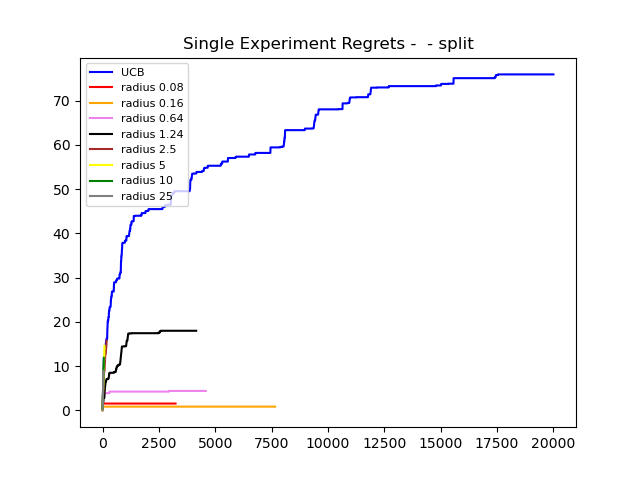 Single Experiment Regrets -  - split
UCB
radius 0.08
radius 0.16
radius 0.64
radius 1.24
radius 2.5
radius 5
radius 10
radius 25
70
60
50
40
30
20
10
0
0 2500 5000 7500 10000 12500 15000 17500 20000